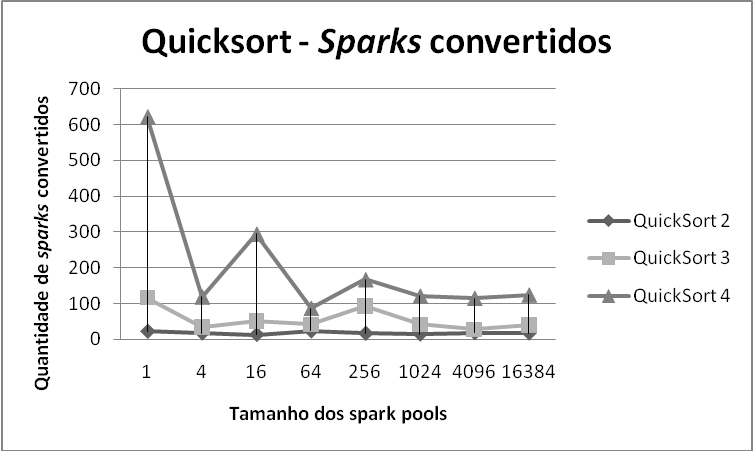 Quicksort - Sparks convertidos
Quantidade de sparks convertidos
700
600
500
400
300
200
100
0
1 4 16 64 256 1024 4096 16384
Tamanho dos spark pools
QuickSort 2
QuickSort 3
QuickSort 4